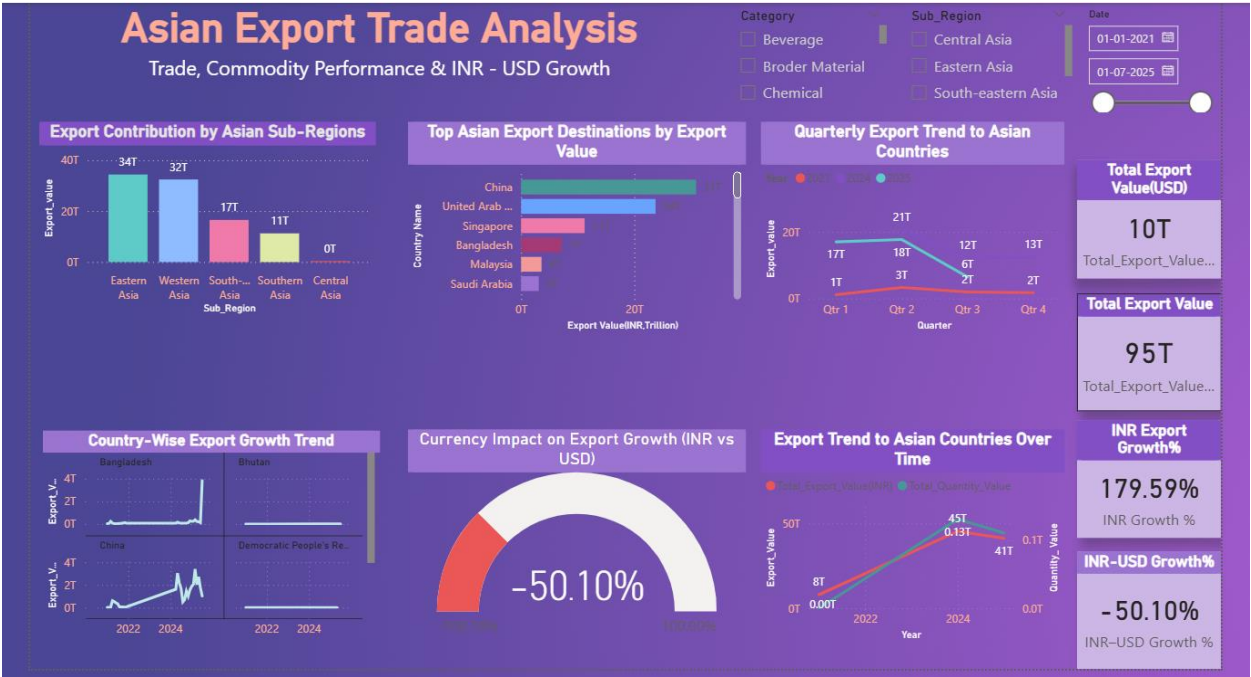 Asian Export Trade Analysis
Trade, Commodity Performance & INR - USD Growth
Category
Beverage
Broder Material
Chemical
Sub_Region
Central Asia
Eastern Asia
South-eastern Asia
Date
01-01-2021
01-07-2025
Export Contribution by Asian Sub-Regions
Export_value
40T
20T
0T
34T
32T
17T
11T
0T
Eastern Asia
Western Asia
South-... Asia
Southern Asia
Central Asia
Sub_Region
Top Asian Export Destinations by Export
Value
Country Name
China
United Arab ...
Singapore
Bangladesh
Malaysia
Saudi Arabia
0T
20T
Export Value(INR,Trillion)
Quarterly Export Trend to Asian
Countries
Year
2024
2025
Export_value
20T
0T
17T
21T
18T
12T
6T
13T
1T
3T
2T
2T
Qtr 1
Qtr 2
Qtr 3
Qtr 4
Quarter
Total Export
Value(USD)
10T
Total_Export_Value...
Total Export Value
95T
Total_Export_Value...
INR Export
Growth%
179.59%
INR Growth %
INR-USD Growth%
-50.10%
INR–USD Growth %
Country-Wise Export Growth Trend
Bangladesh
Bhutan
Export_V...
4T
2T
0T
China
Democratic People's Re...
Export_V...
4T
2T
0T
2022
2024
2022
2024
Currency Impact on Export Growth (INR vs
USD)
-50.10%
100.00%
Export Trend to Asian Countries Over
Time
Total_Export_Value(INR)
Total_Quantity_Value
Export_Value
50T
0T
8T
0.00T
45T
0.13T
41T
0.1T
0.0T
Quantity_ Value
2022
2024
Year